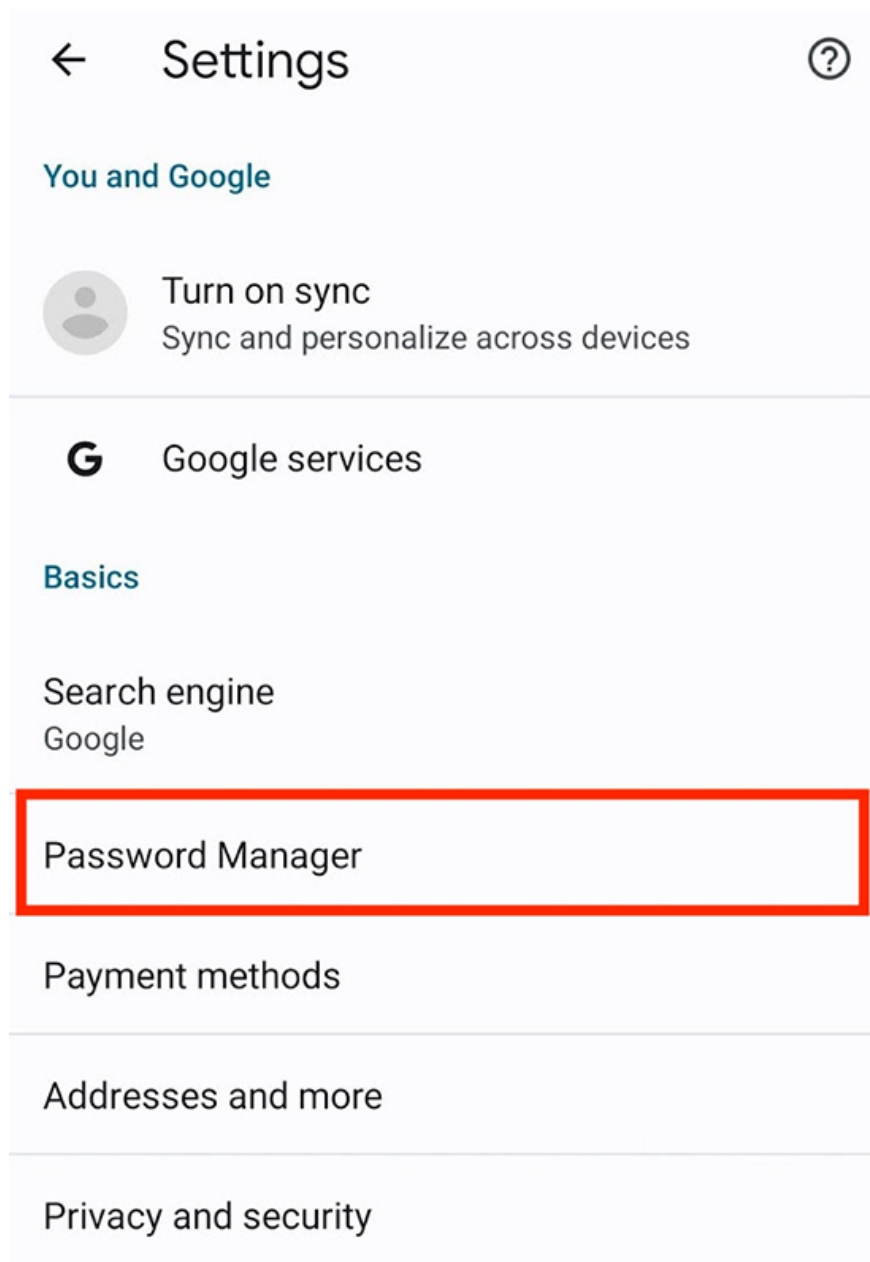 Settings
You and Google
Turn on sync
Sync and personalize across devices
G Google services
Basics
Search engine
Google
Password Manager
Payment methods
Addresses and more
Privacy and security